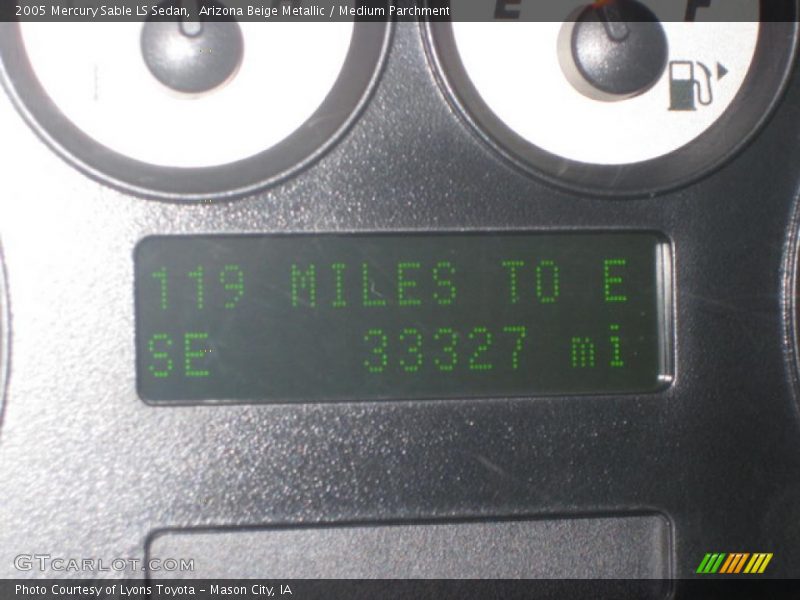 2005 Mercury Sable LS Sedan, Arizona Beige Metallic / Medium Parchment
E F
119 MILES TO E
SE 33327 mi
GTcarlot.com
Photo Courtesy of Lyons Toyota - Mason City, IA